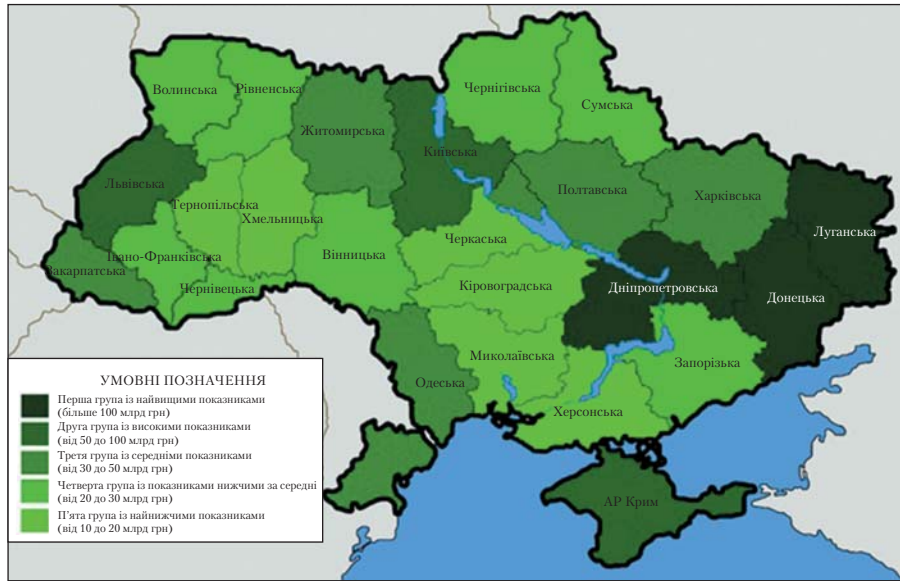 Волинська
Рівненська
Чернігівська
Сумська
Житомирська
Київська
Львівська
Полтавська
Харківська
Тернопільська
Хмельницька
Луганська
Черкаська
Івано-Франківська
Вінницька
Закарпатська
Чернівецька
Кіровоградська
Дніпропетровська
Донецька
Миколаївська
Запорізька
Одеська
Херсонська
АР Крим
УМОВНІ ПОЗНАЧЕННЯ
Перша група із найвищими показниками
(більше 100 млрд грн)
Друга група із високими показниками
(від 50 до 100 млрд грн)
Третя група із середніми показниками
(від 30 до 50 млрд грн)
Четверта група із показниками нижчими за середні
(від 20 до 30 млрд грн)
П'ята група із найнижчими показниками
(від 10 до 20 млрд грн)